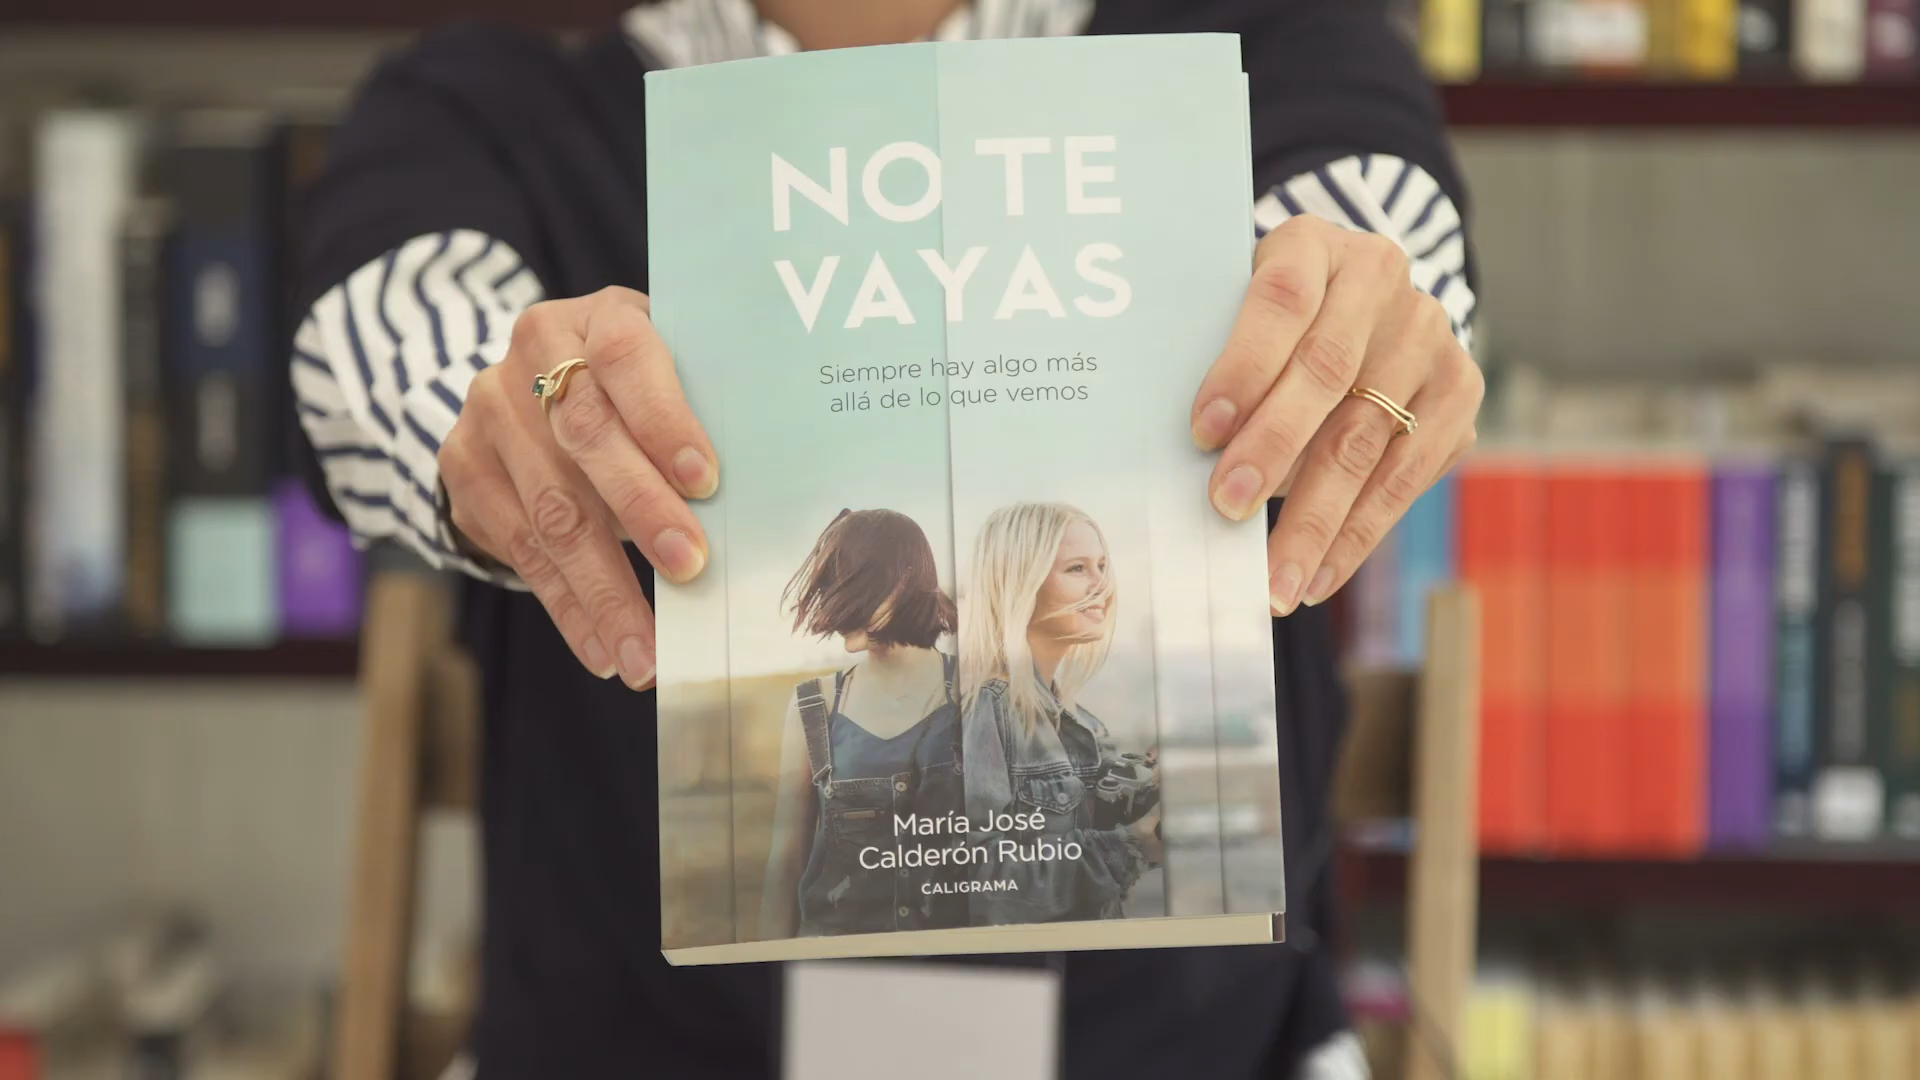 NO TE
VAYAS
Siempre hay algo más
allá de lo que vemos
María José
Calderón Rubio
CALIGRAMA